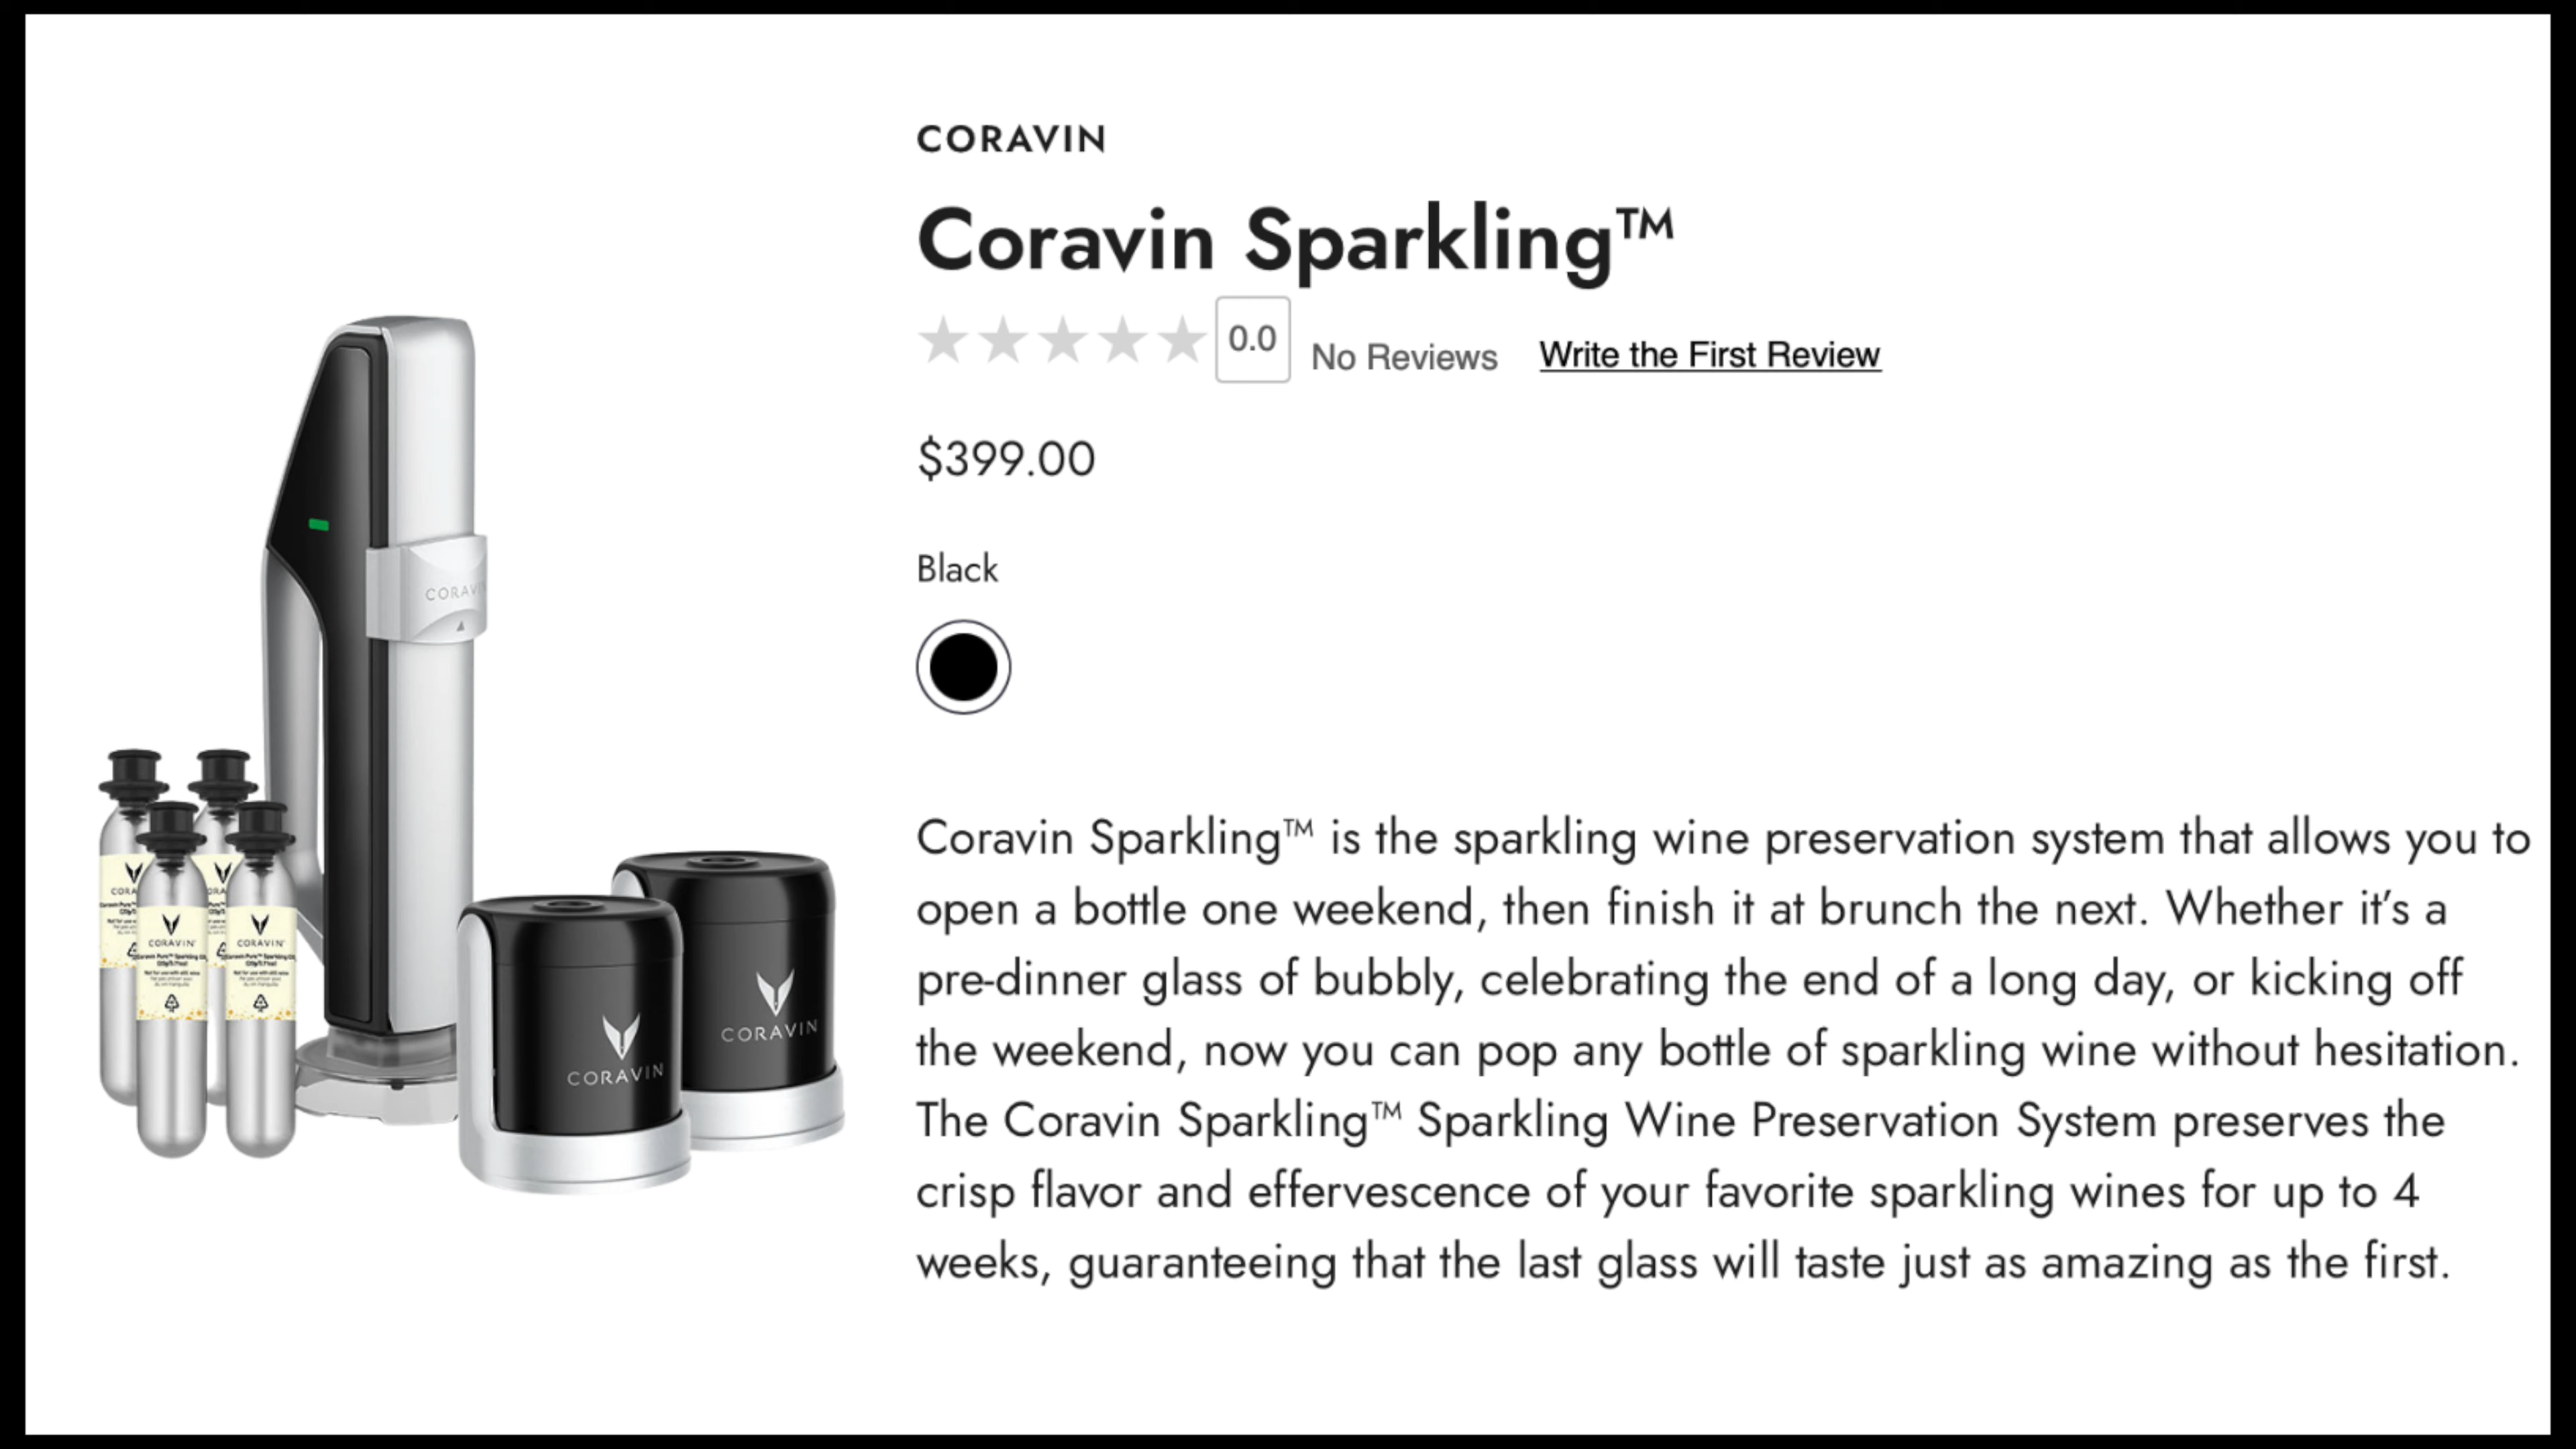 CORAVIN
Coravin Sparkling™
0.0 No Reviews Write the First Review
$399.00
Black
Coravin Sparkling™ is the sparkling wine preservation system that allows you to
open a bottle one weekend, then finish it at brunch the next. Whether it’s a
pre-dinner glass of bubbly, celebrating the end of a long day, or kicking off
the weekend, now you can pop any bottle of sparkling wine without hesitation.
The Coravin Sparkling™ Sparkling Wine Preservation System preserves the
crisp flavor and effervescence of your favorite sparkling wines for up to 4
weeks, guaranteeing that the last glass will taste just as amazing as the first.
CORAVIN
CORAVIN
CORAVIN
CORAVIN
CORAVIN